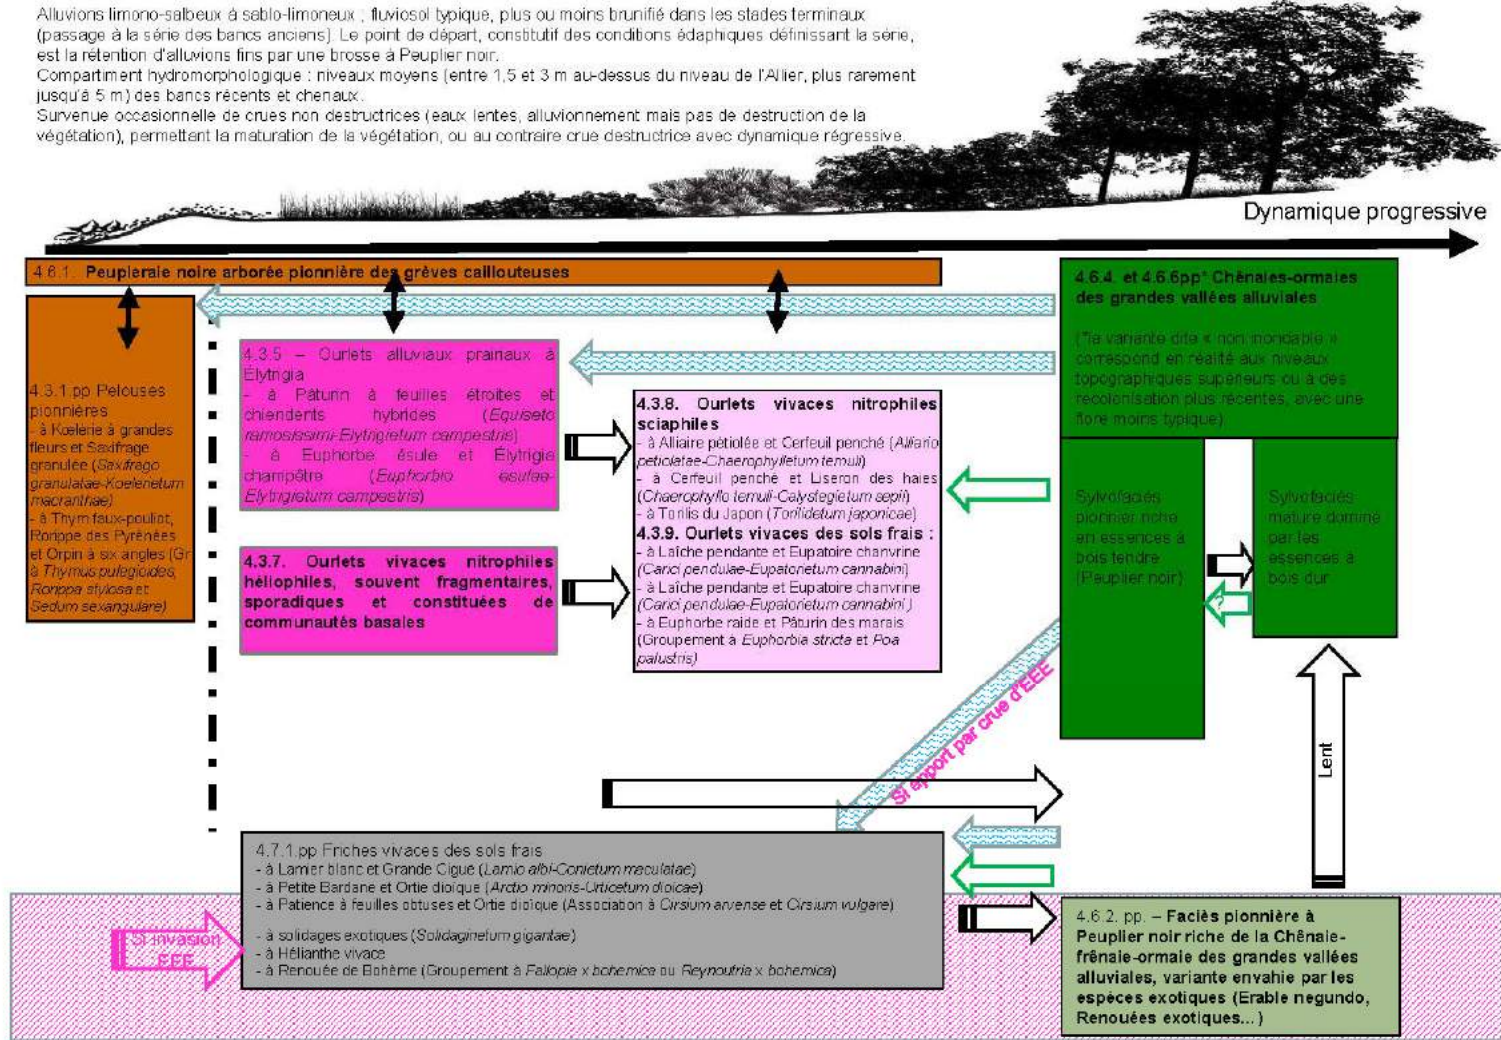 Alluvions limono-salbeux à sablo-limoneux ; fluviosol typique, plus ou moins brunifié dans les stades terminaux
(passage à la série des bancs anciens). Le point de départ, constitutif des conditions édaphiques définissant la série,
est la rétention d'alluvions fins par une brosse à Peuplier noir.
Compartiment hydromorphologique : niveaux moyens (entre 1,5 et 3 m au-dessus du niveau de l'Allier, plus rarement
jusqu'à 5 m) des bancs récents et chenaux.
Survenue occasionnelle de crues non destructrices (eaux lentes, alluvionnement mais pas de destruction de la
végétation), permettant la maturation de la végétation, ou au contraire crue destructrice avec dynamique régressive.
Dynamique progressive
4.6.1. Peupleraie noire arborée pionnière des grèves caillouteuses
4.3.1.pp Pelouses
pionnières
- à Kœlérie à grandes
fleurs et Saxifrage
granulée (Saxifrago
granulatae-Koelerietum
macranthae)
- à Thym faux-pouliot,
Rorippe des Pyrénées
et Orpin à six angles (Gr
à Thymus pulegioides,
Rorippa stylosa et
Sedum sexangulare)
4.3.5 – Ourlets alluviaux prairiaux à
Élytrigia
- à Pâturin à feuilles étroites et
chiendents hybrides (Equiseto
ramosissimi-Elytrigietum campestris)
- à Euphorbe ésule et Élytrigia
champêtre (Euphorbio esulae-
Elytrigietum campestris)
4.3.7. Ourlets vivaces nitrophiles
héliophiles, souvent fragmentaires,
sporadiques et constituées de
communautés basales
4.3.8. Ourlets vivaces nitrophiles
sciaphiles
- à Alliaire pétiolée et Cerfeuil penché (Alliario
petiolatae-Chaerophylletum temuli)
- à Cerfeuil penché et Liseron des haies
(Chaerophyllo temuli-Calystegietum sepii)
- à Torilis du Japon (Torilidetum japonicae)
4.3.9. Ourlets vivaces des sols frais :
- à Laîche pendante et Eupatoire chanvrine
(Carici pendulae-Eupatorietum cannabini)
- à Laîche pendante et Eupatoire chanvrine
(Carici pendulae-Eupatorietum cannabini )
- à Euphorbe raide et Pâturin des marais
(Groupement à Euphorbia stricta et Poa
palustris)
4.6.4. et 4.6.6pp* Chênaies-ormaies
des grandes vallées alluviales
(*la variante dite « non inondable »
correspond en réalité aux niveaux
topographiques supérieurs ou à des
recolonisation plus récentes, avec une
flore moins typique)
Sylvofaciès
pionnier riche
en essences à
bois tendre
(Peuplier noir)
Sylvofaciès
mature dominé
par les
essences à
bois dur
?
Si apport par crue d'EEE
Lent
4.7.1.pp Friches vivaces des sols frais
- à Lamier blanc et Grande Ciguë (Lamio albi-Conietum maculatae)
- à Petite Bardane et Ortie dioïque (Arctio minoris-Urticetum dioicae)
- à Patience à feuilles obtuses et Ortie dioïque (Association à Cirsium arvense et Cirsium vulgare)
- à solidages exotiques (Solidaginetum gigantae)
- à Hélianthe vivace
- à Renouée de Bohême (Groupement à Fallopia x bohemica ou Reynoutria x bohemica)
Si invasion
EEE
4.6.2. pp. – Faciès pionnière à
Peuplier noir riche de la Chênaie-
frênaie-ormaie des grandes vallées
alluviales, variante envahie par les
espèces exotiques (Erable negundo,
Renouées exotiques...)